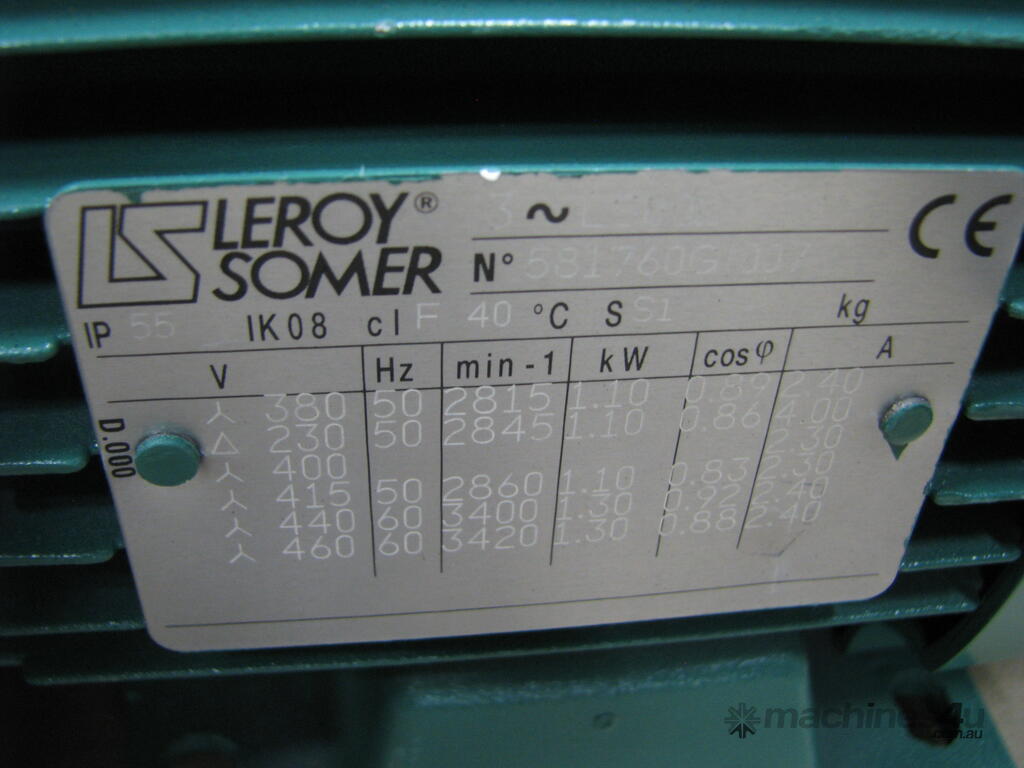 LEROY®
SOMER
3 ~ L
N° 581760G 007
CE
IP 55 IK08 cl F 40 °C S S1 kg
V Hz min-1 kW cosφ A
380 50 2815 1.10 0.89 2.40
Δ 230 50 2845 1.10 0.86 4.00
400 2.30
415 50 2860 1.10 0.83 2.30
440 60 3400 1.30 0.92 2.40
460 60 3420 1.30 0.88 2.40
D.000
machines4u
.com.au